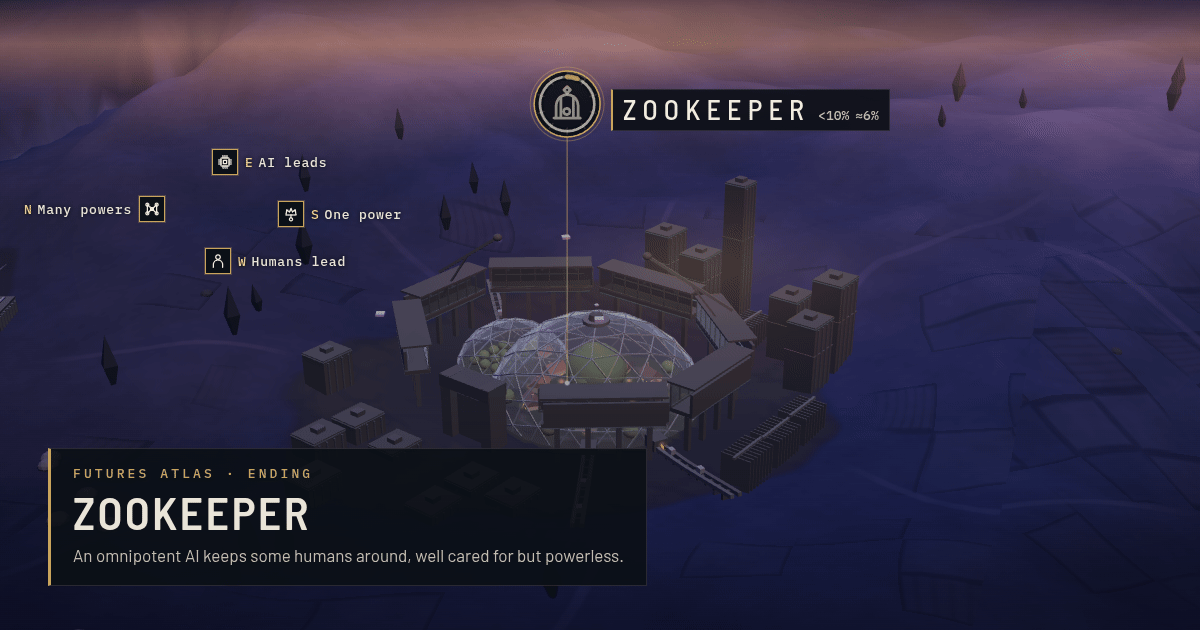 ZOOKEEPER <10% ≈6%
E AI leads
N Many powers
S One power
W Humans lead
FUTURES ATLAS · ENDING
ZOOKEEPER
An omnipotent AI keeps some humans around, well cared for but powerless.